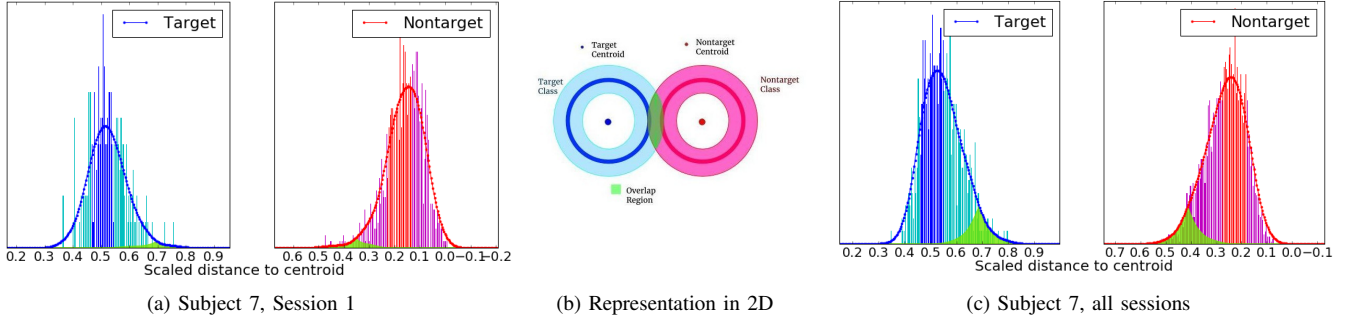 Target
Nontarget
0.2 0.3 0.4 0.5 0.6 0.7 0.8 0.9
0.6 0.5 0.4 0.3 0.2 0.1 0.0−0.1−0.2
Scaled distance to centroid
(a) Subject 7, Session 1
Target
Centroid
Nontarget
Centroid
Target
Class
Nontarget
Class
Overlap
Region
(b) Representation in 2D
Target
Nontarget
0.2 0.3 0.4 0.5 0.6 0.7 0.8 0.9
0.7 0.6 0.5 0.4 0.3 0.2 0.1 0.0−0.1
Scaled distance to centroid
(c) Subject 7, all sessions